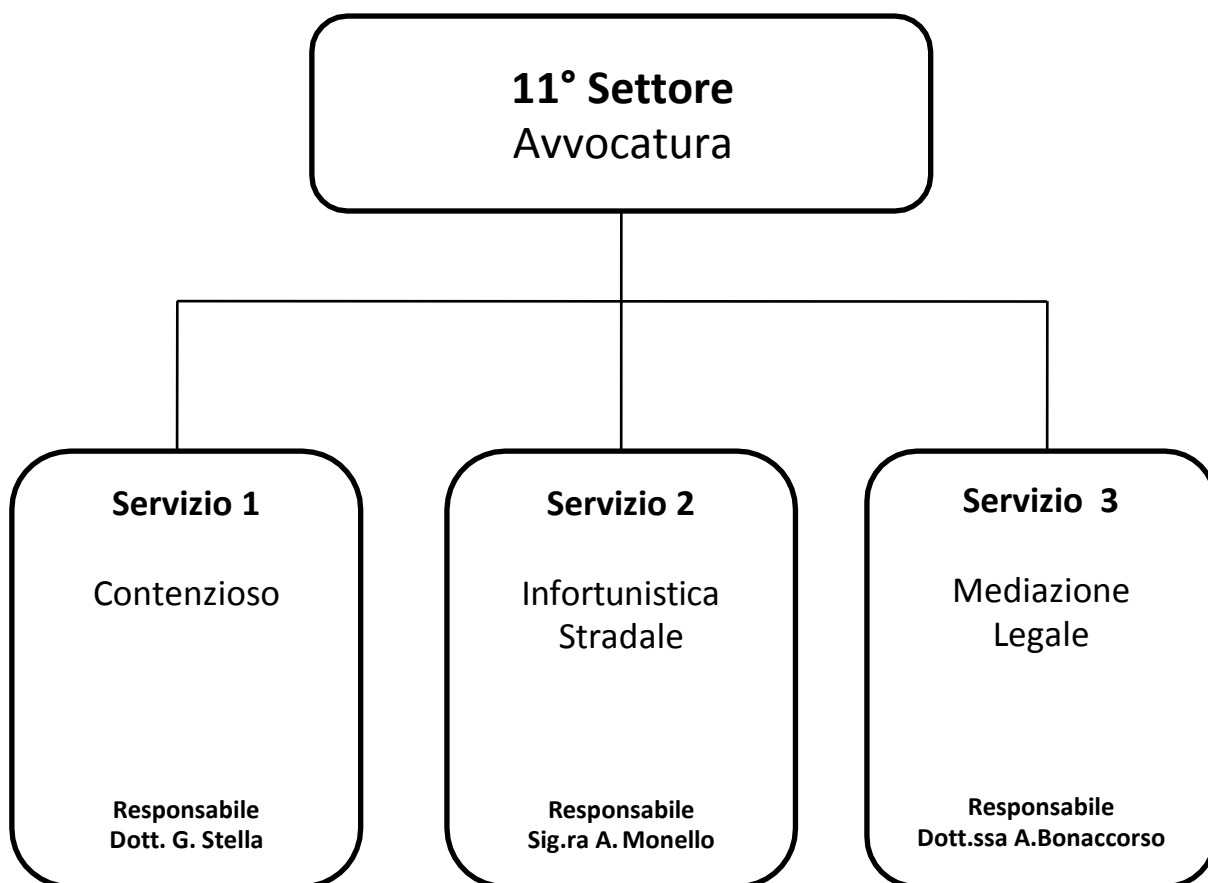 11° Settore
Avvocatura
Servizio 1
Contenzioso
Responsabile
Dott. G. Stella
Servizio 2
Infortunistica
Stradale
Responsabile
Sig.ra A. Monello
Servizio 3
Mediazione
Legale
Responsabile
Dott.ssa A.Bonaccorso